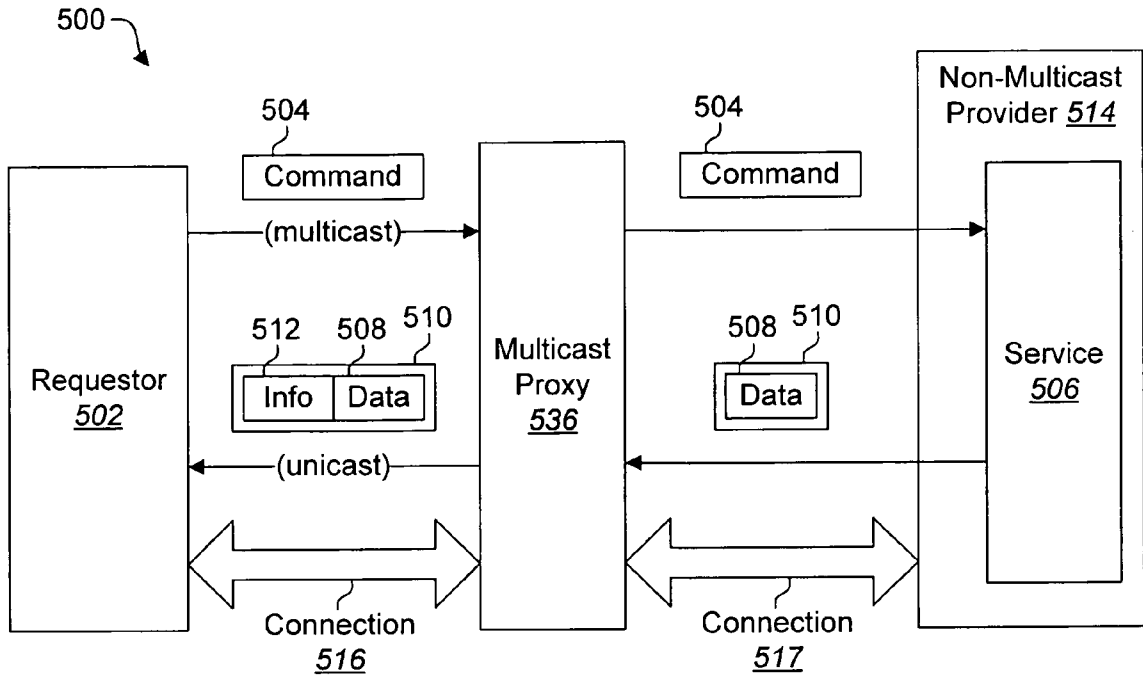 500
Non-Multicast
Provider 514
504
Command
504
Command
(multicast)
512
508
510
Info
Data
508
510
Data
Requestor
502
Multicast
Proxy
536
Service
506
(unicast)
Connection
516
Connection
517